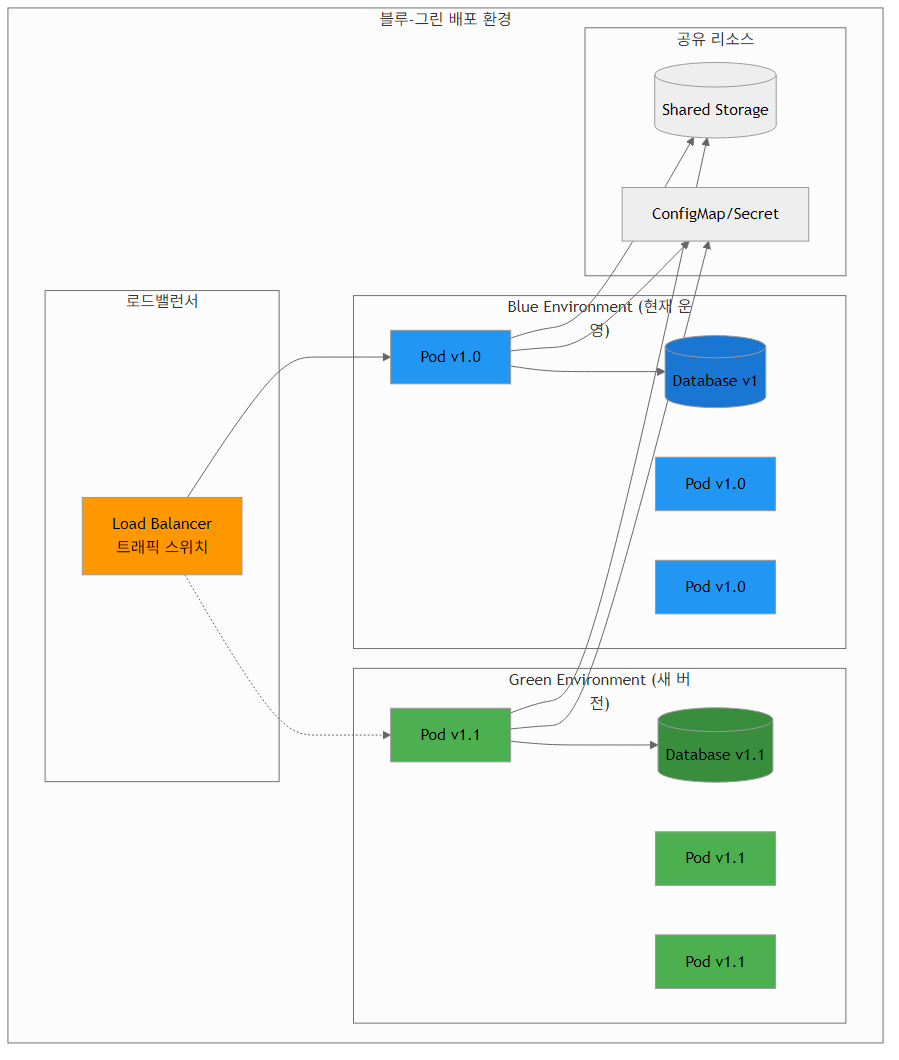 블루-그린 배포 환경
공유 리소스
Shared Storage
ConfigMap/Secret
로드밸런서
Load Balancer
트래픽 스위치
Blue Environment (현재 운
영)
Pod v1.0
Database v1
Pod v1.0
Pod v1.0
Green Environment (새 버
전)
Pod v1.1
Database v1.1
Pod v1.1
Pod v1.1